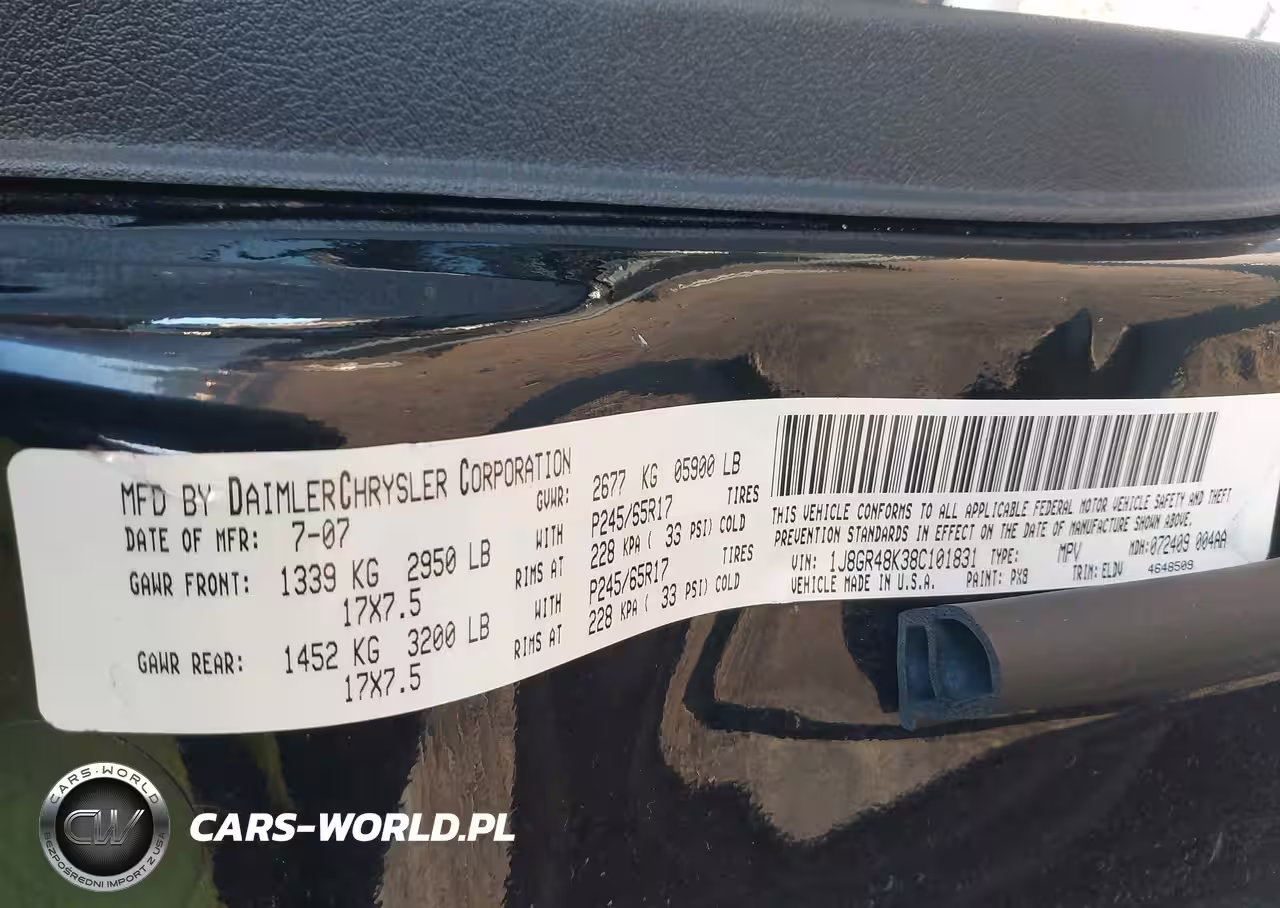 MFD BY DAIMLERCHRYSLER CORPORATION
DATE OF MFR: 7-07
GVWR: 2677 KG 05900 LB
GAWR FRONT: 1339 KG 2950 LB
WITH P245/65R17 TIRES
17X7.5
RIMS AT 228 KPA ( 33 PSI) COLD
GAWR REAR: 1452 KG 3200 LB
WITH P245/65R17 TIRES
17X7.5
RIMS AT 228 KPA ( 33 PSI) COLD
THIS VEHICLE CONFORMS TO ALL APPLICABLE FEDERAL MOTOR VEHICLE SAFETY AND THEFT
PREVENTION STANDARDS IN EFFECT ON THE DATE OF MANUFACTURE SHOWN ABOVE.
VIN: 1J8GR48K38C101831 TYPE: MPV MDH:072409 004AA
VEHICLE MADE IN U.S.A. PAINT: PX8 TRIM: ELDV 4648509
CARS-WORLD
CW
BEZPOŚREDNI IMPORT Z USA
CARS-WORLD.PL